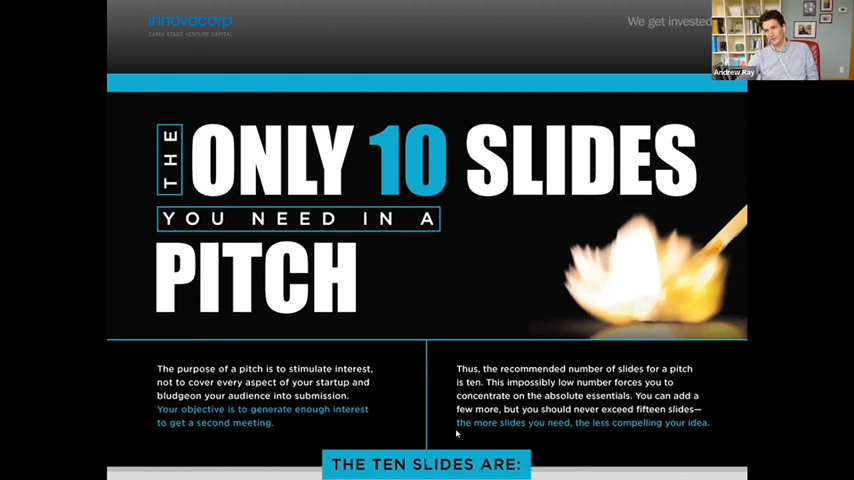 innovacorp
EARLY STAGE VENTURE CAPITAL
We get invested
Andrew Ray
THE
ONLY 10 SLIDES
YOU NEED IN A
PITCH
The purpose of a pitch is to stimulate interest,
not to cover every aspect of your startup and
bludgeon your audience into submission.
Your objective is to generate enough interest
to get a second meeting.
Thus, the recommended number of slides for a pitch
is ten. This impossibly low number forces you to
concentrate on the absolute essentials. You can add a
few more, but you should never exceed fifteen slides—
the more slides you need, the less compelling your idea.
THE TEN SLIDES ARE: